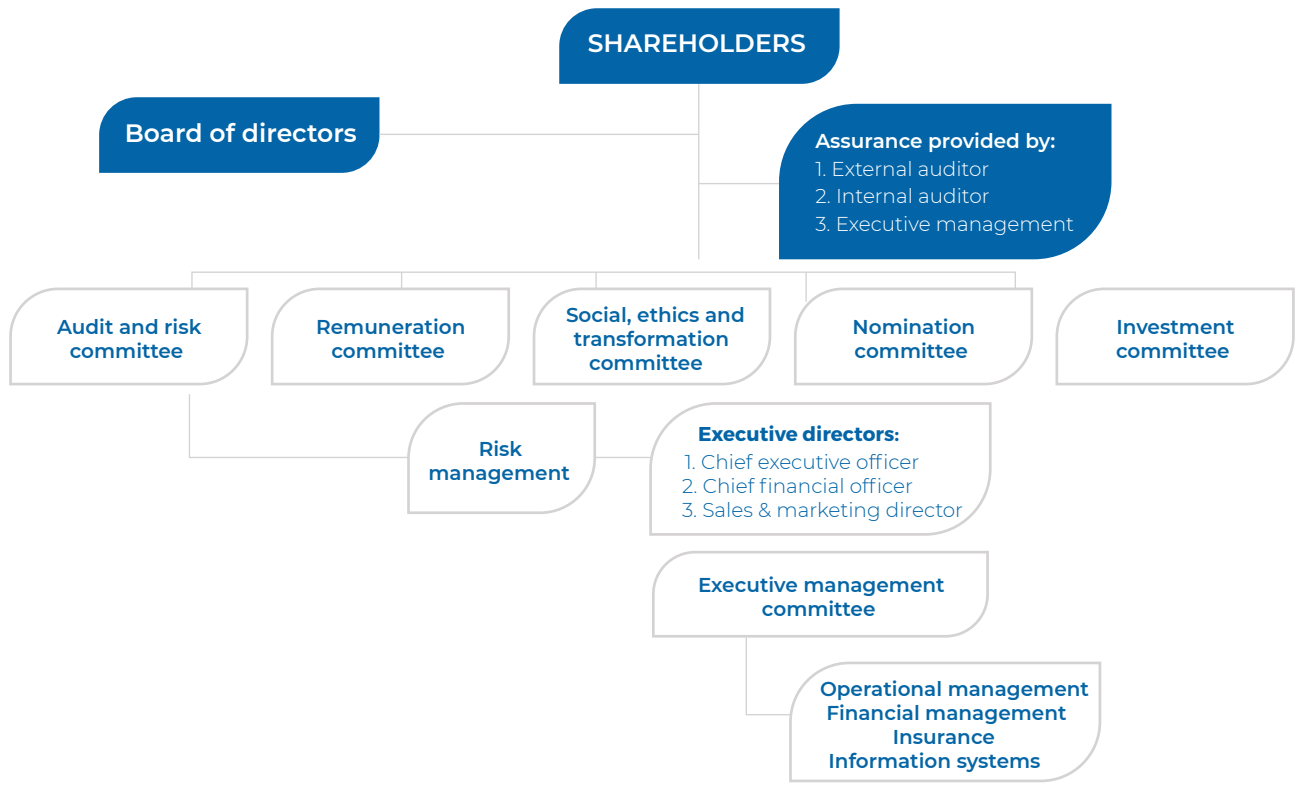 SHAREHOLDERS
Board of directors
Assurance provided by:
1. External auditor
2. Internal auditor
3. Executive management
Audit and risk
committee
Remuneration
committee
Social, ethics and
transformation
committee
Nomination
committee
Investment
committee
Risk
management
Executive directors:
1. Chief executive officer
2. Chief financial officer
3. Sales & marketing director
Executive management
committee
Operational management
Financial management
Insurance
Information systems